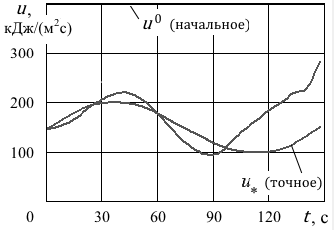 u,
кДж/(м²с)
u⁰ (начальное)
300
200
100
u* (точное)
0 30 60 90 120 t, с